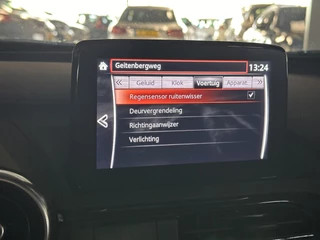 Geitenbergweg 13:24
« Geluid Klok Voertuig Apparat. »
Regensensor ruitenwisser
Deurvergrendeling
Richtingaanwijzer
Verlichting